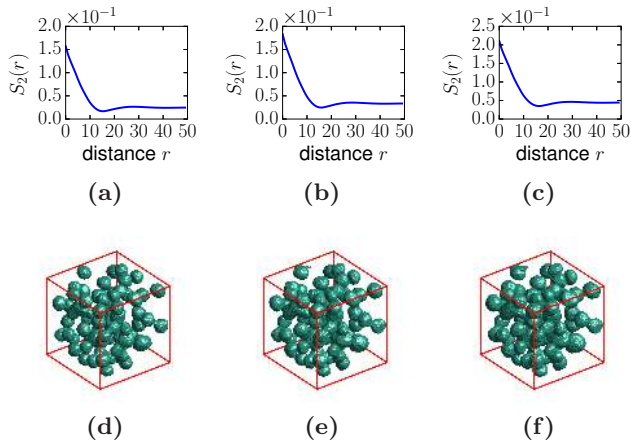 ×10⁻¹ ×10⁻¹ ×10⁻¹
2.0 2.0 2.5
1.5 1.5 2.0
1.0 1.0 1.5
0.5 0.5 1.0
0.0 0.0 0.5
0.0
S₂(r) S₂(r) S₂(r)
0 10 20 30 40 50 0 10 20 30 40 50 0 10 20 30 40 50
distance r distance r distance r
(a) (b) (c)
(d) (e) (f)